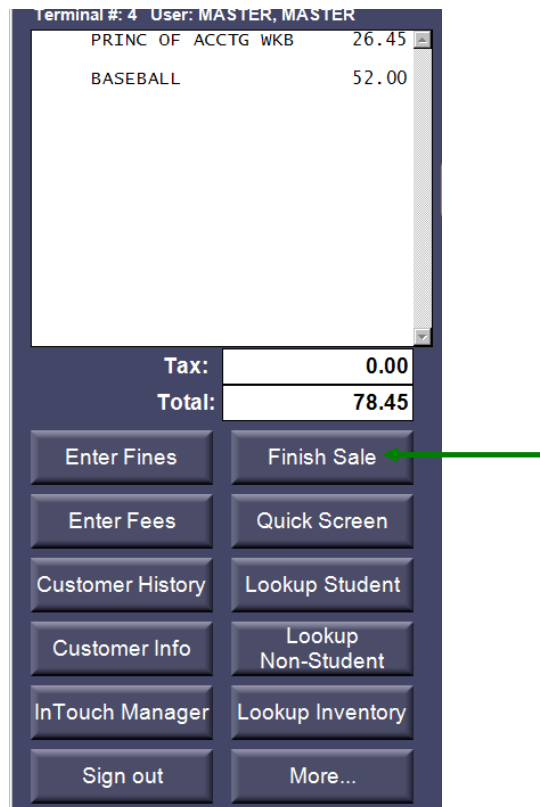 Terminal #: 4 User: MASTER, MASTER
PRINC OF ACCTG WKB 26.45
BASEBALL 52.00
Tax: 0.00
Total: 78.45
Enter Fines Finish Sale
Enter Fees Quick Screen
Customer History Lookup Student
Customer Info Lookup
Non-Student
InTouch Manager Lookup Inventory
Sign out More...